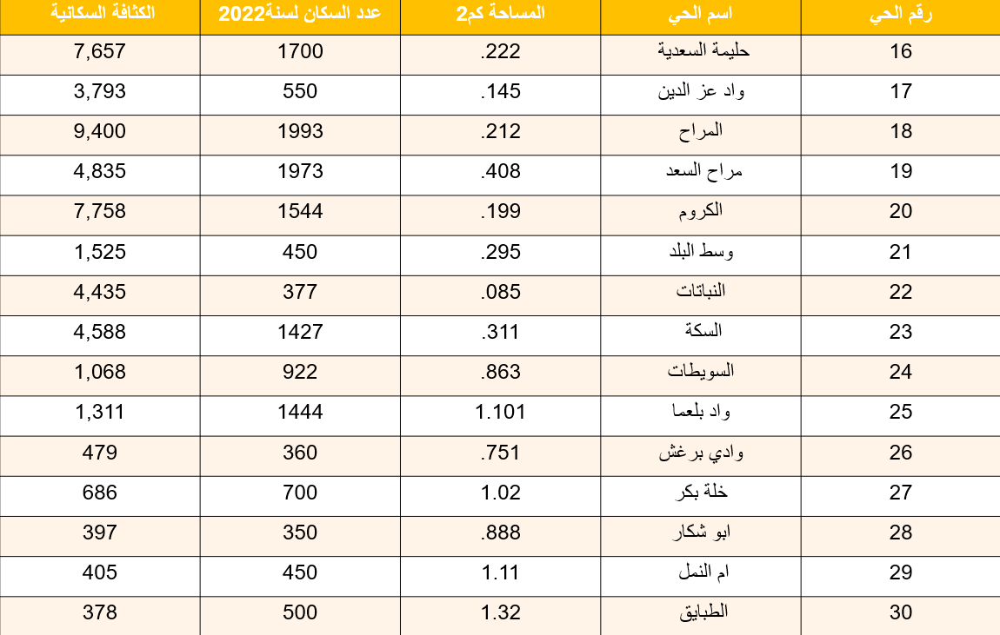 رقم الحي اسم الحي المساحة كم2 عدد السكان لسنة2022 الكثافة السكانية
16 حليمة السعدية .222 1700 7,657
17 واد عز الدين .145 550 3,793
18 المراح .212 1993 9,400
19 مراح السعد .408 1973 4,835
20 الكروم .199 1544 7,758
21 وسط البلد .295 450 1,525
22 النباتات .085 377 4,435
23 السكة .311 1427 4,588
24 السويطات .863 922 1,068
25 واد بلعما 1.101 1444 1,311
26 وادي برغش .751 360 479
27 خلة بكر 1.02 700 686
28 ابو شكار .888 350 397
29 ام النمل 1.11 450 405
30 الطبايق 1.32 500 378